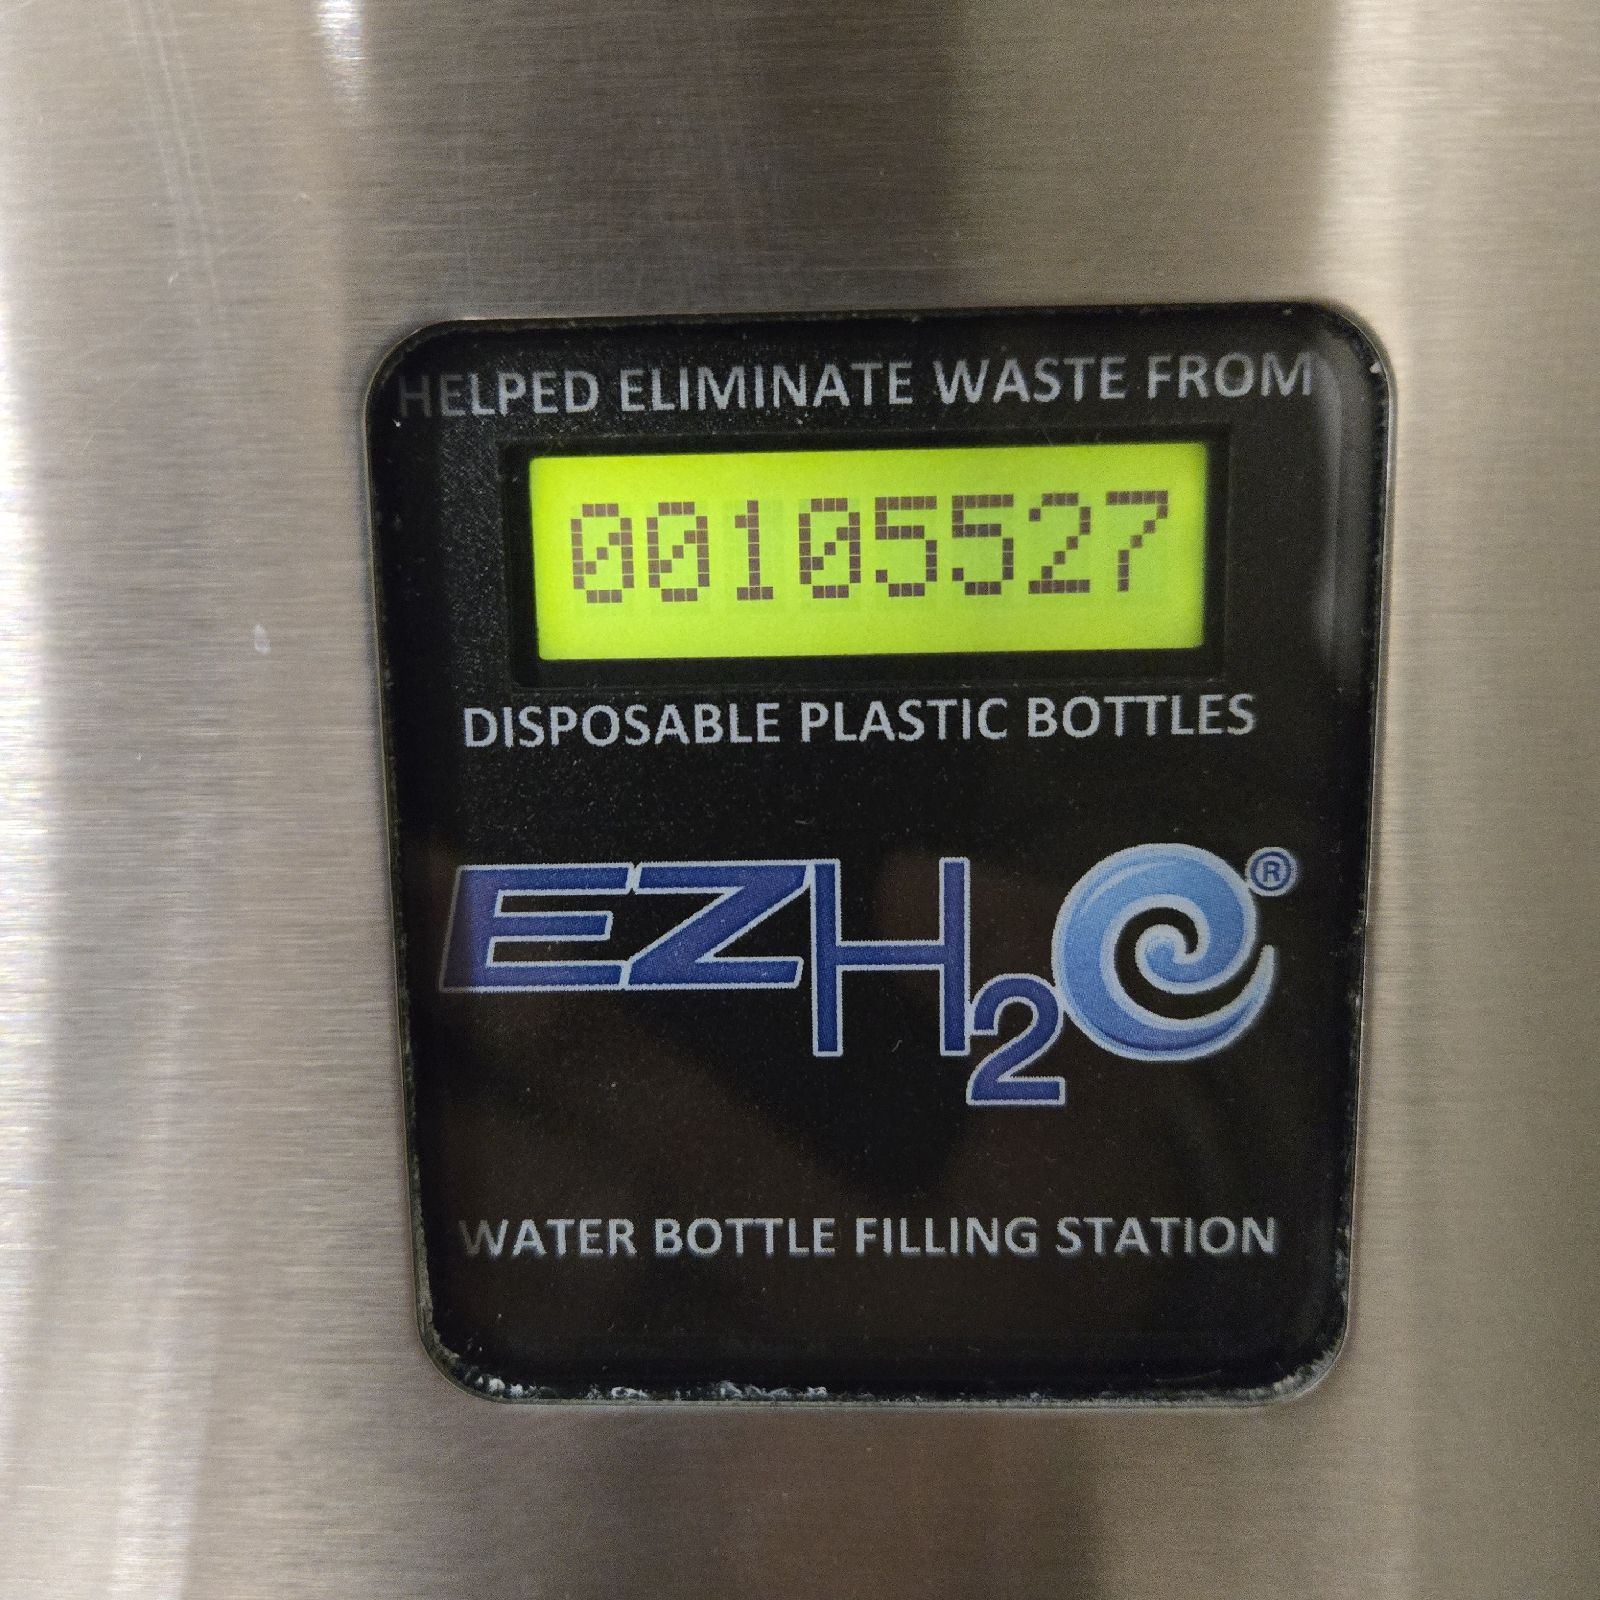 HELPED ELIMINATE WASTE FROM
00105527
DISPOSABLE PLASTIC BOTTLES
EZH2O®
WATER BOTTLE FILLING STATION